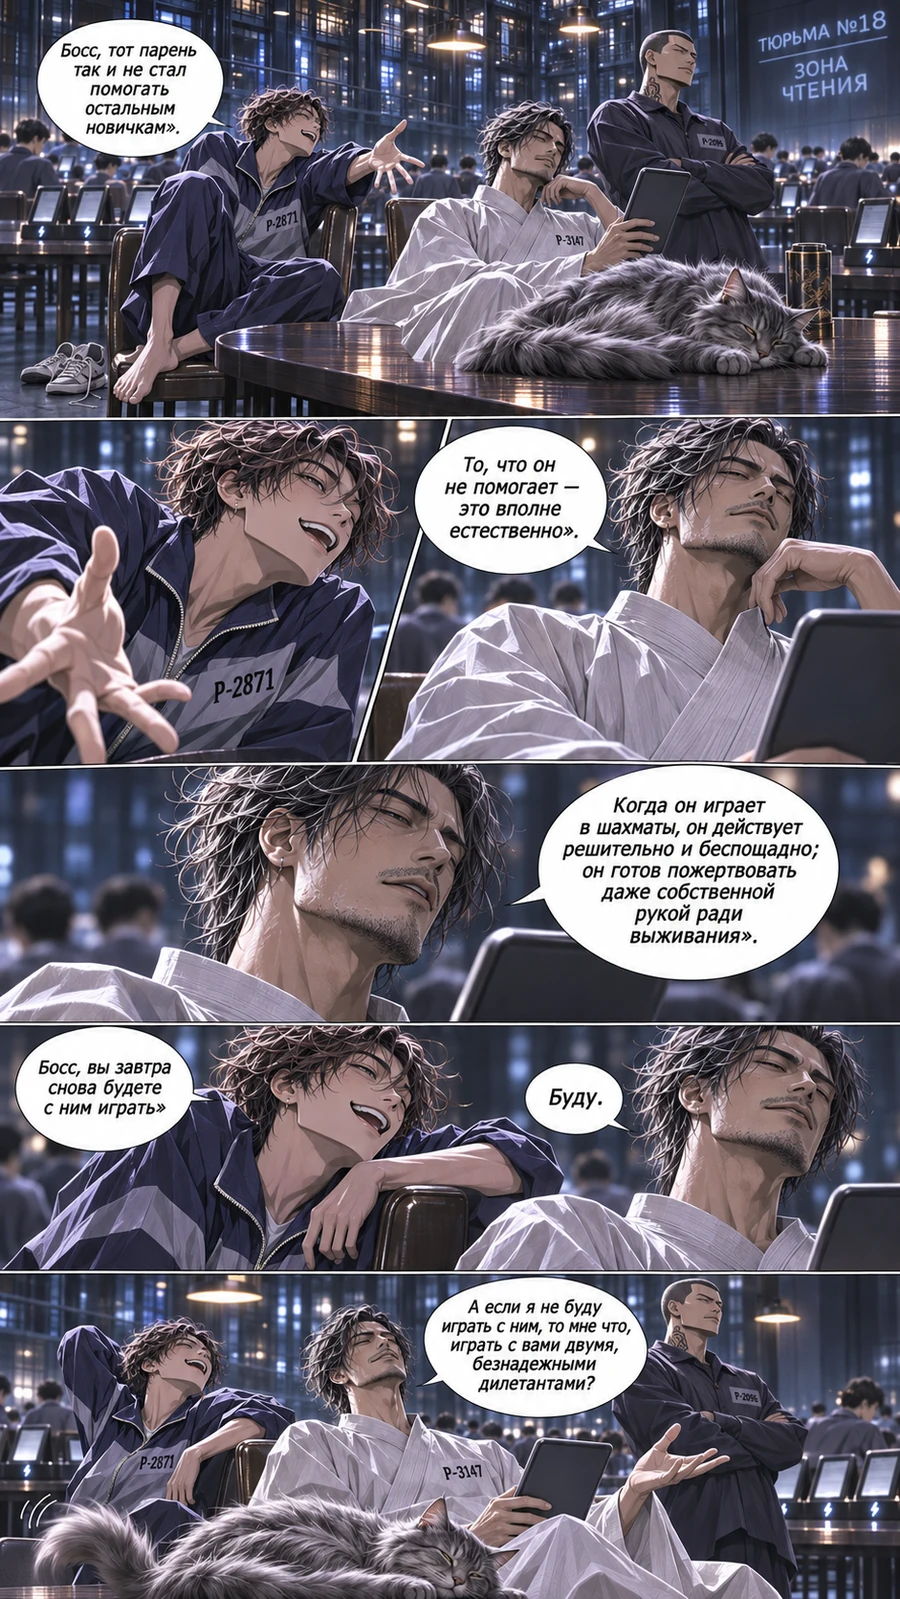 Босс, тот парень
так и не стал
помогать
остальным
новичкам».
ТЮРЬМА №18
ЗОНА
ЧТЕНИЯ
P-2871
P-3147
P-2096
P-2871
То, что он
не помогает —
это вполне
естественно».
Когда он играет
в шахматы, он действует
решительно и беспощадно;
он готов пожертвовать
даже собственной
рукой ради
выживания».
Босс, вы завтра
снова будете
с ним играть»
Буду.
А если я не буду
играть с ним, то мне что,
играть с вами двумя,
безнадежными
дилетантами?
P-2871
P-3147
P-2096